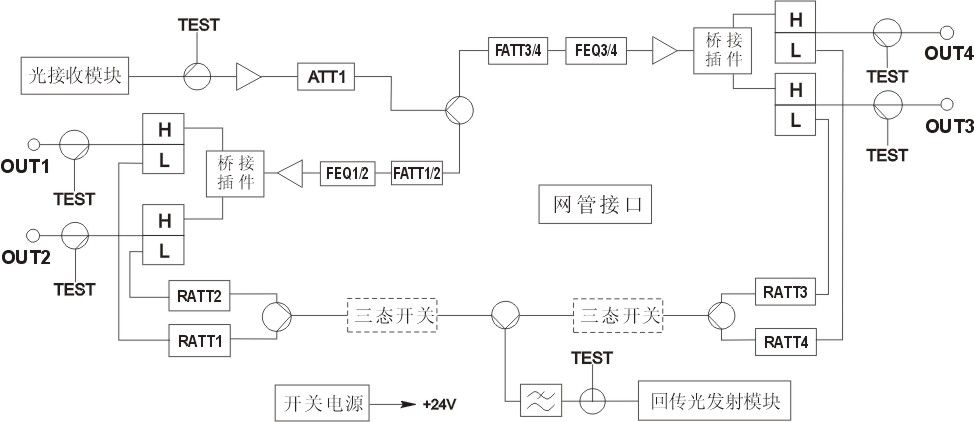 TEST
光接收模块
ATT1
FATT3/4
FEQ3/4
桥接
插件
H
L
OUT4
TEST
H
L
OUT3
TEST
H
L
OUT1
TEST
桥接
插件
FEQ1/2
FATT1/2
H
L
OUT2
TEST
网管接口
RATT2
RATT1
三态开关
三态开关
RATT3
RATT4
TEST
开关电源
+24V
回传光发射模块